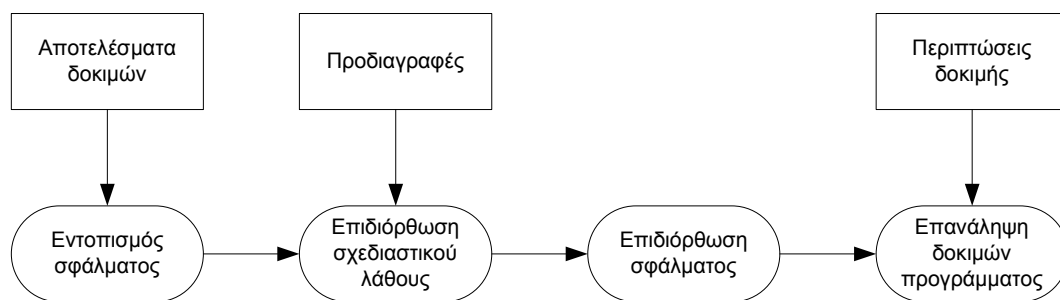 Αποτελέσματα
δοκιμών
Προδιαγραφές
Περιπτώσεις
δοκιμής
Εντοπισμός
σφάλματος
Επιδιόρθωση
σχεδιαστικού
λάθους
Επιδιόρθωση
σφάλματος
Επανάληψη
δοκιμών
προγράμματος